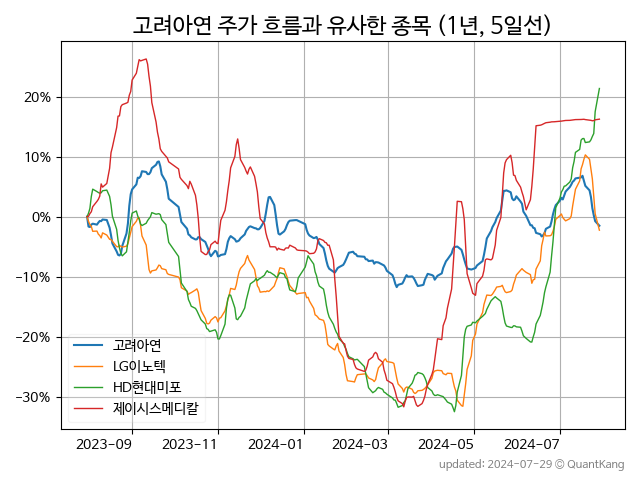 고려아연 주가 흐름과 유사한 종목 (1년, 5일선)
20%
10%
0%
−10%
−20%
−30%
고려아연
LG이노텍
HD현대미포
제이시스메디칼
2023-09
2023-11
2024-01
2024-03
2024-05
2024-07
updated: 2024-07-29 © QuantKang